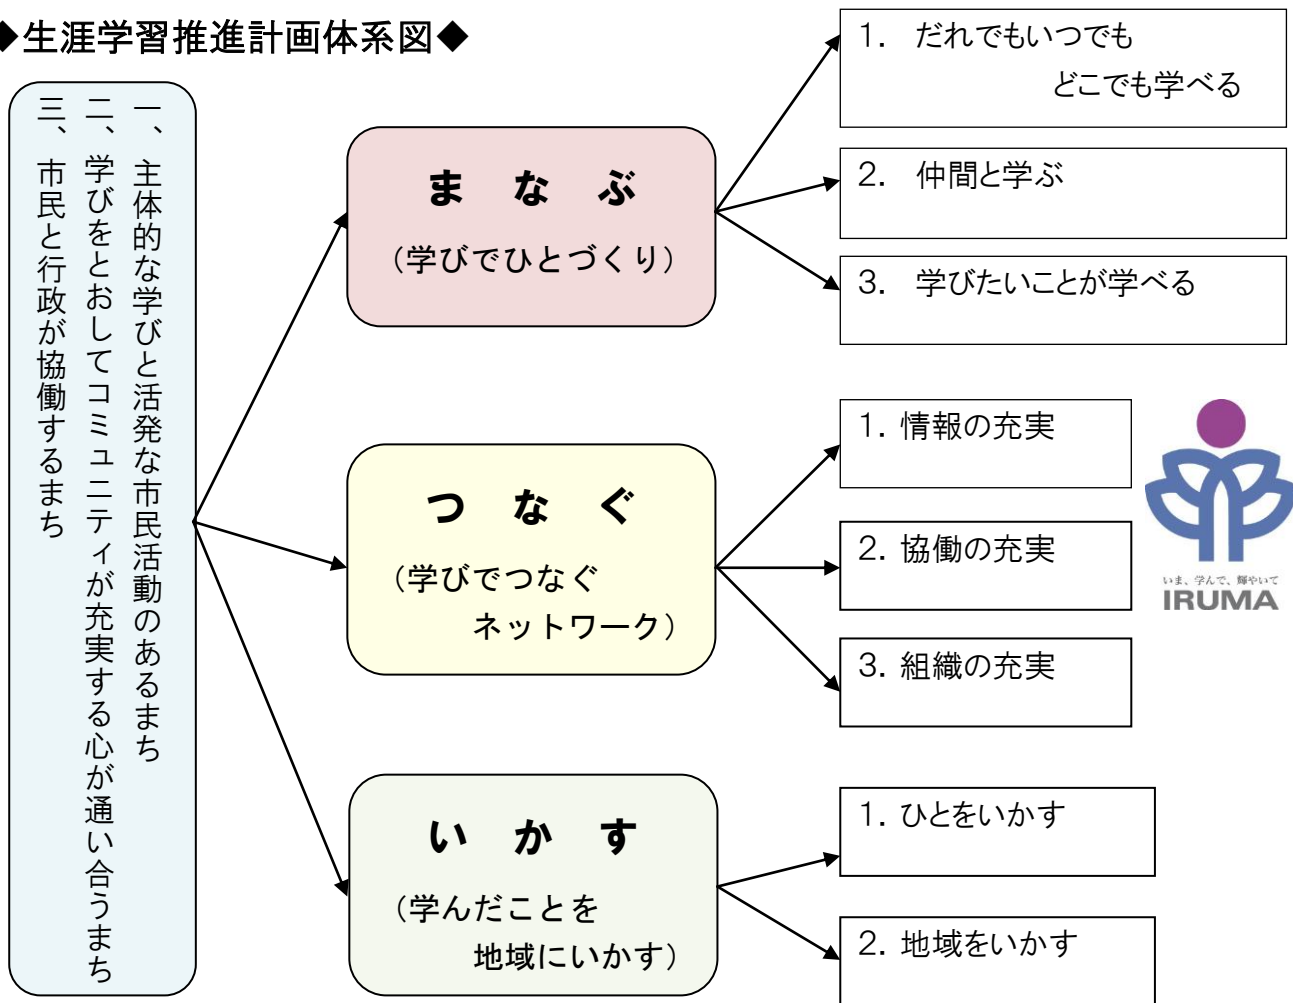 ◆生涯学習推進計画体系図◆
一、主体的な学びと活発な市民活動のあるまち
二、学びをとおしてコミュニティが充実する心が通い合うまち
三、市民と行政が協働するまち
まなぶ
（学びでひとづくり）
1． だれでもいつでも
どこでも学べる
2． 仲間と学ぶ
3． 学びたいことが学べる
つなぐ
（学びでつなぐ
ネットワーク）
1．情報の充実
2．協働の充実
3．組織の充実
いま、学んで、輝やいて
IRUMA
いかす
（学んだことを
地域にいかす）
1．ひとをいかす
2．地域をいかす